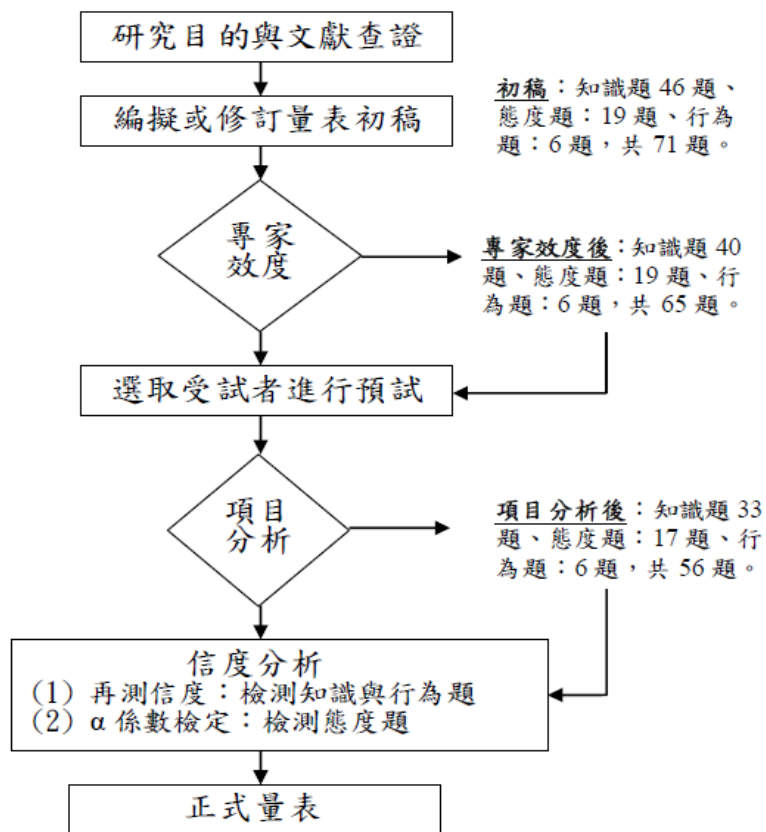 研究目的與文獻查證
編擬或修訂量表初稿
初稿：知識題 46 題、
態度題：19 題、行為
題：6 題，共 71 題。
專家
效度
專家效度後：知識題 40
題、態度題：19 題、行
為題：6 題，共 65 題。
選取受試者進行預試
項目
分析
項目分析後：知識題 33
題、態度題：17 題、行
為題：6 題，共 56 題。
信度分析
(1) 再測信度：檢測知識與行為題
(2) α 係數檢定：檢測態度題
正式量表